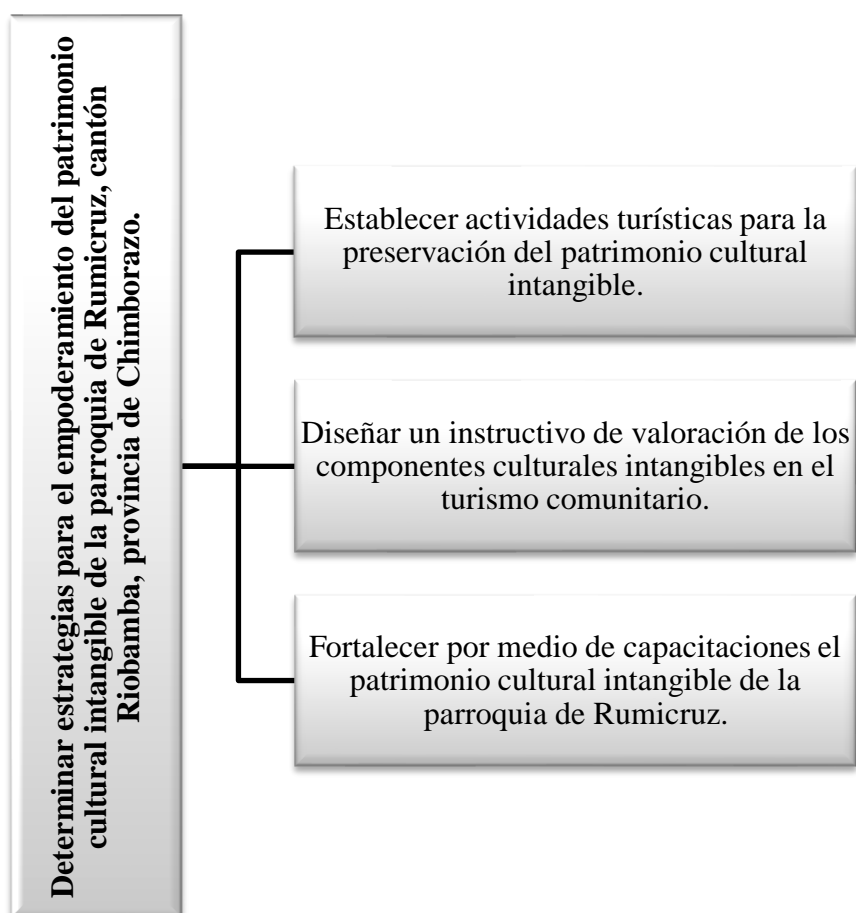 Determinar estrategias para el empoderamiento del patrimonio
cultural intangible de la parroquia de Rumicruz, cantón
Riobamba, provincia de Chimborazo.
Establecer actividades turísticas para la
preservación del patrimonio cultural
intangible.
Diseñar un instructivo de valoración de los
componentes culturales intangibles en el
turismo comunitario.
Fortalecer por medio de capacitaciones el
patrimonio cultural intangible de la
parroquia de Rumicruz.